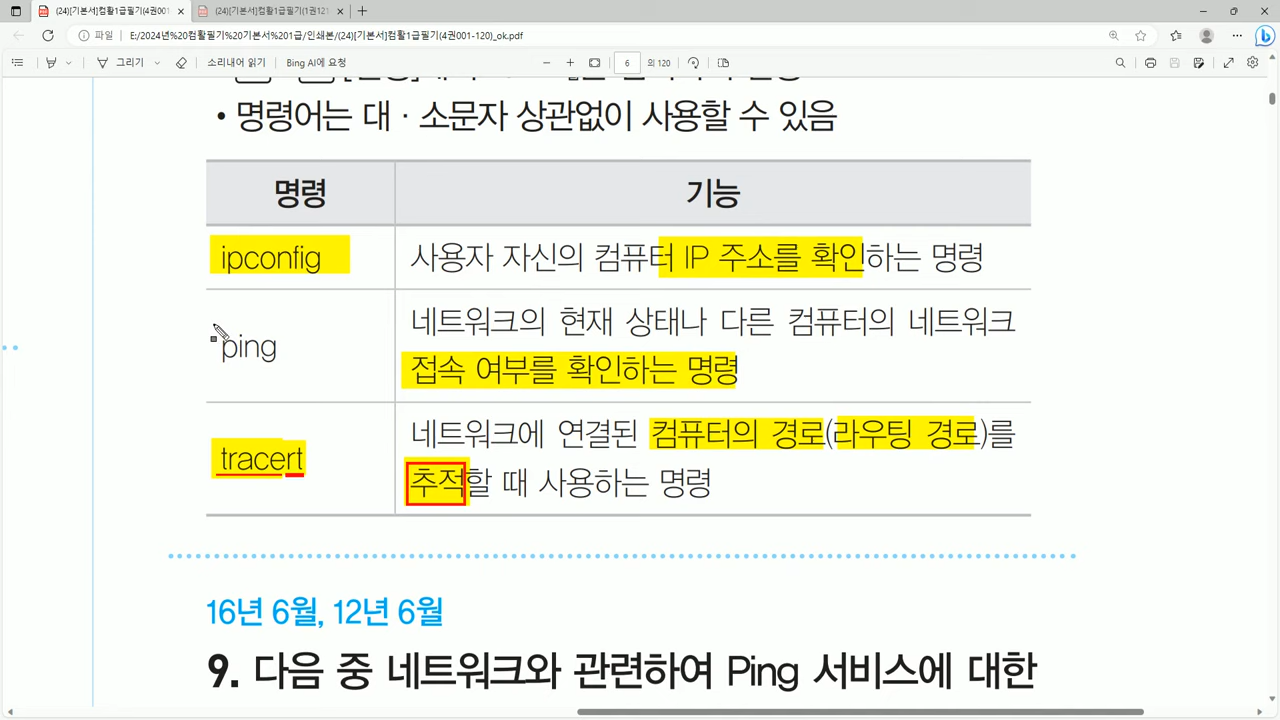 (24)[기본서]컴활1급필기(4권001
(24)[기본서]컴활1급필기(1권121
파일 E:/2024년%20컴활필기%20기본서%201급/인쇄본/(24)[기본서]컴활1급필기(4권001-120)_ok.pdf
그리기 소리내어 읽기 Bing AI에 요청 6 외 120
• 명령어는 대 · 소문자 상관없이 사용할 수 있음
명령 기능
ipconfig 사용자 자신의 컴퓨터 IP 주소를 확인하는 명령
ping 네트워크의 현재 상태나 다른 컴퓨터의 네트워크
접속 여부를 확인하는 명령
tracert 네트워크에 연결된 컴퓨터의 경로(라우팅 경로)를
추적할 때 사용하는 명령
16년 6월, 12년 6월
9. 다음 중 네트워크와 관련하여 Ping 서비스에 대한